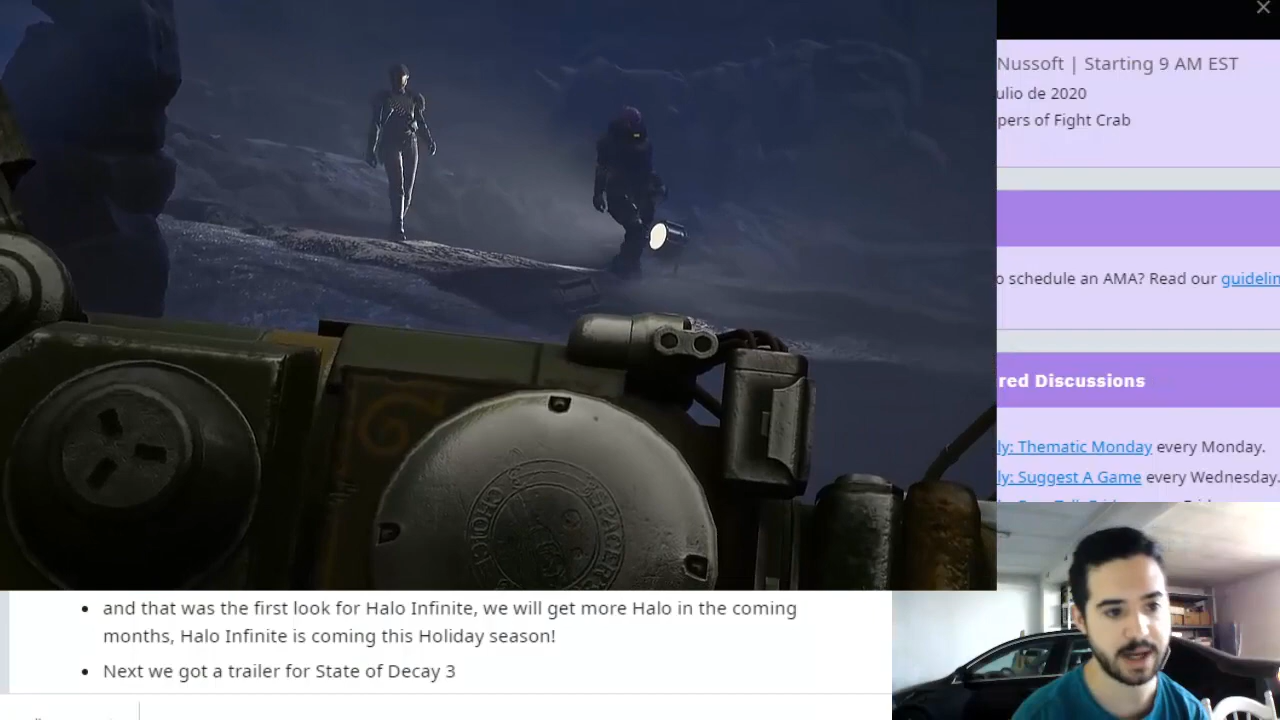 Nussoft | Starting 9 AM EST
ulio de 2020
pers of Fight Crab
o schedule an AMA? Read our guidelin
red Discussions
ly: Thematic Monday every Monday.
ly: Suggest A Game every Wednesday.
SPACER'S
CHOICE
and that was the first look for Halo Infinite, we will get more Halo in the coming
months, Halo Infinite is coming this Holiday season!
Next we got a trailer for State of Decay 3